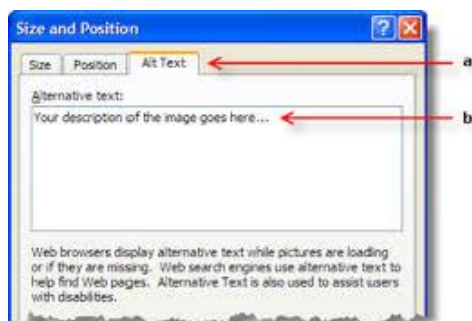 Size and Position
Size Position Alt Text
a
Alternative text:
Your description of the image goes here...
b
Web browsers display alternative text while pictures are loading
or if they are missing. Web search engines use alternative text to
help find Web pages. Alternative Text is also used to assist users
with disabilities.